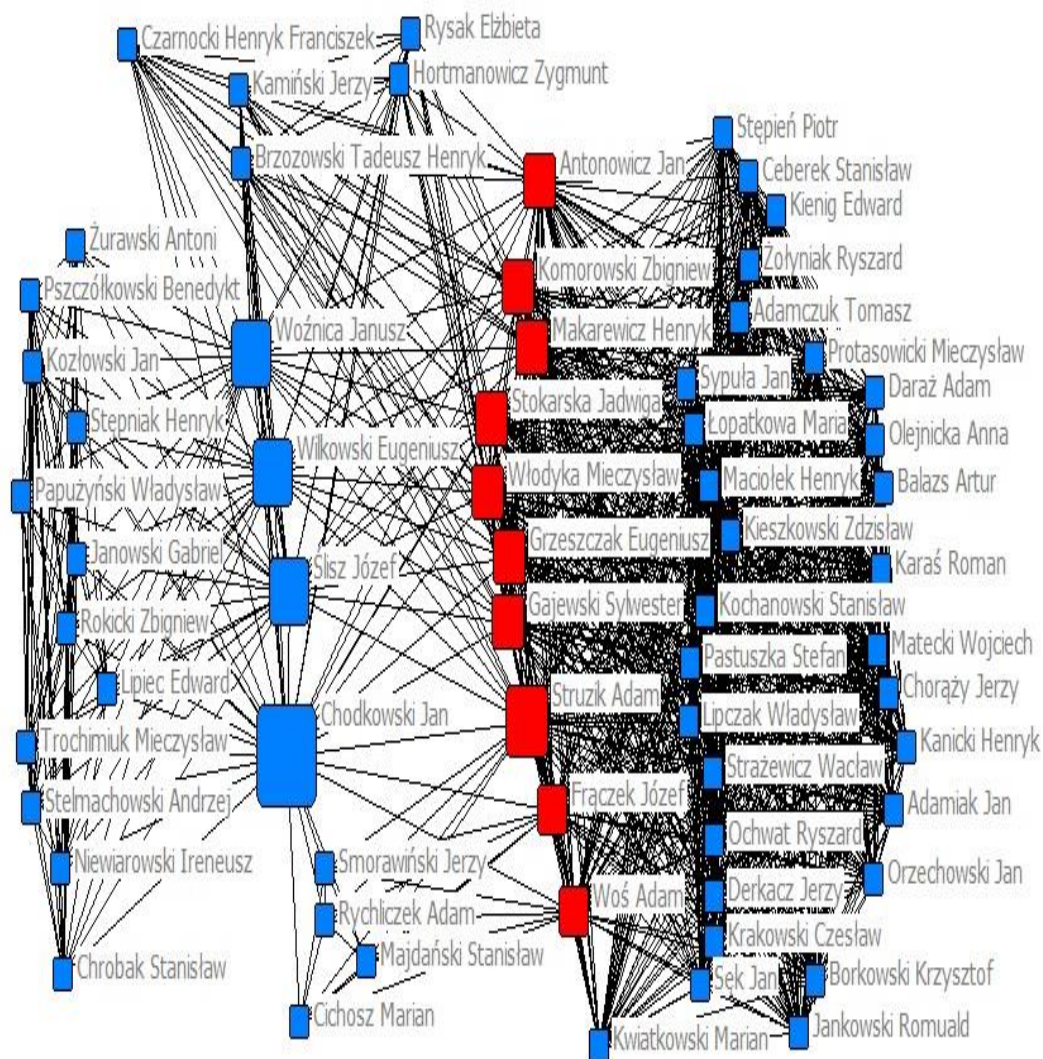 Czarnocki Henryk Franciszek
Rysak Elżbieta
Kamiński Jerzy
Hortmanowicz Zygmunt
Brzozowski Tadeusz Henryk
Antonowicz Jan
Stępień Piotr
Ceberek Stanisław
Kienig Edward
Żurawski Antoni
Pszczółkowski Benedykt
Komorowski Zbigniew
Żołyniak Ryszard
Woźnica Janusz
Makarewicz Henryk
Adamczuk Tomasz
Kozłowski Jan
Protasowicki Mieczysław
Sypuła Jan
Daraż Adam
Stępniak Henryk
Stokarska Jadwiga
Łopatkowa Maria
Olejnicka Anna
Wilkowski Eugeniusz
Papużyński Władysław
Włodyka Mieczysław
Maciołek Henryk
Balazs Artur
Janowski Gabriel
Ślisz Józef
Grzeszczak Eugeniusz
Kieszkowski Zdzisław
Karaś Roman
Rokicki Zbigniew
Gajewski Sylwester
Kochanowski Stanisław
Matecki Wojciech
Lipiec Edward
Pastuszka Stefan
Chorąży Jerzy
Chodkowski Jan
Struzik Adam
Lipczak Władysław
Trochimiuk Mieczysław
Kanicki Henryk
Strażewicz Wacław
Stelmachowski Andrzej
Frączek Józef
Adamiak Jan
Ochwat Ryszard
Niewiarowski Ireneusz
Smorawiński Jerzy
Orzechowski Jan
Woś Adam
Derkacz Jerzy
Rychliczek Adam
Krakowski Czesław
Chrobak Stanisław
Majdański Stanisław
Sęk Jan
Borkowski Krzysztof
Cichosz Marian
Kwiatkowski Marian
Jankowski Romuald